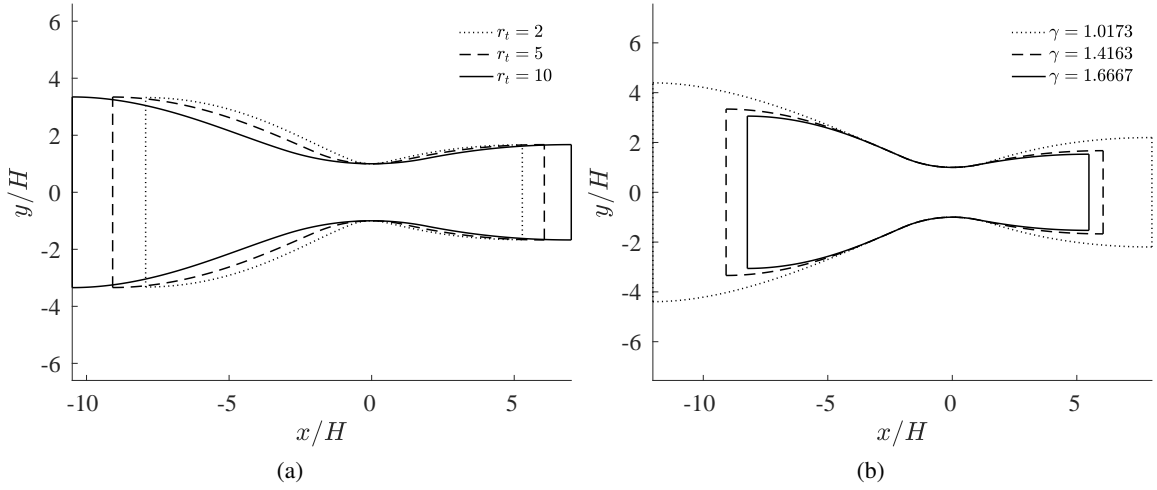 6
4
2
0
-2
-4
-6
y/H
-10
-5
0
5
x/H
r_t = 2
r_t = 5
r_t = 10
(a)
6
4
2
0
-2
-4
-6
y/H
-10
-5
0
5
x/H
γ = 1.0173
γ = 1.4163
γ = 1.6667
(b)